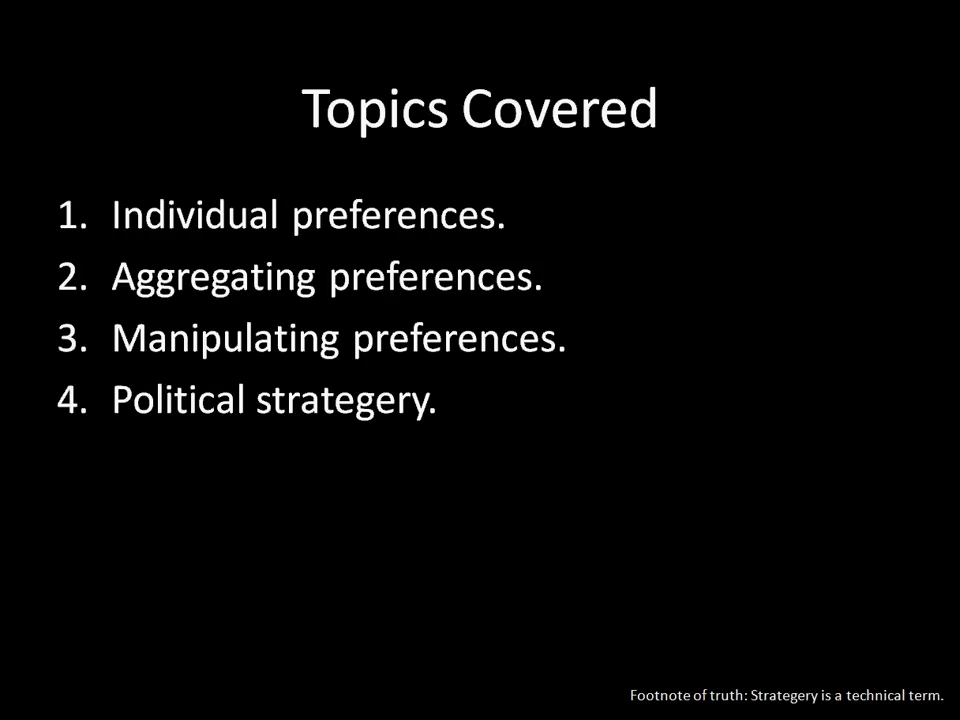 Topics Covered
1. Individual preferences.
2. Aggregating preferences.
3. Manipulating preferences.
4. Political strategery.
Footnote of truth: Strategery is a technical term.